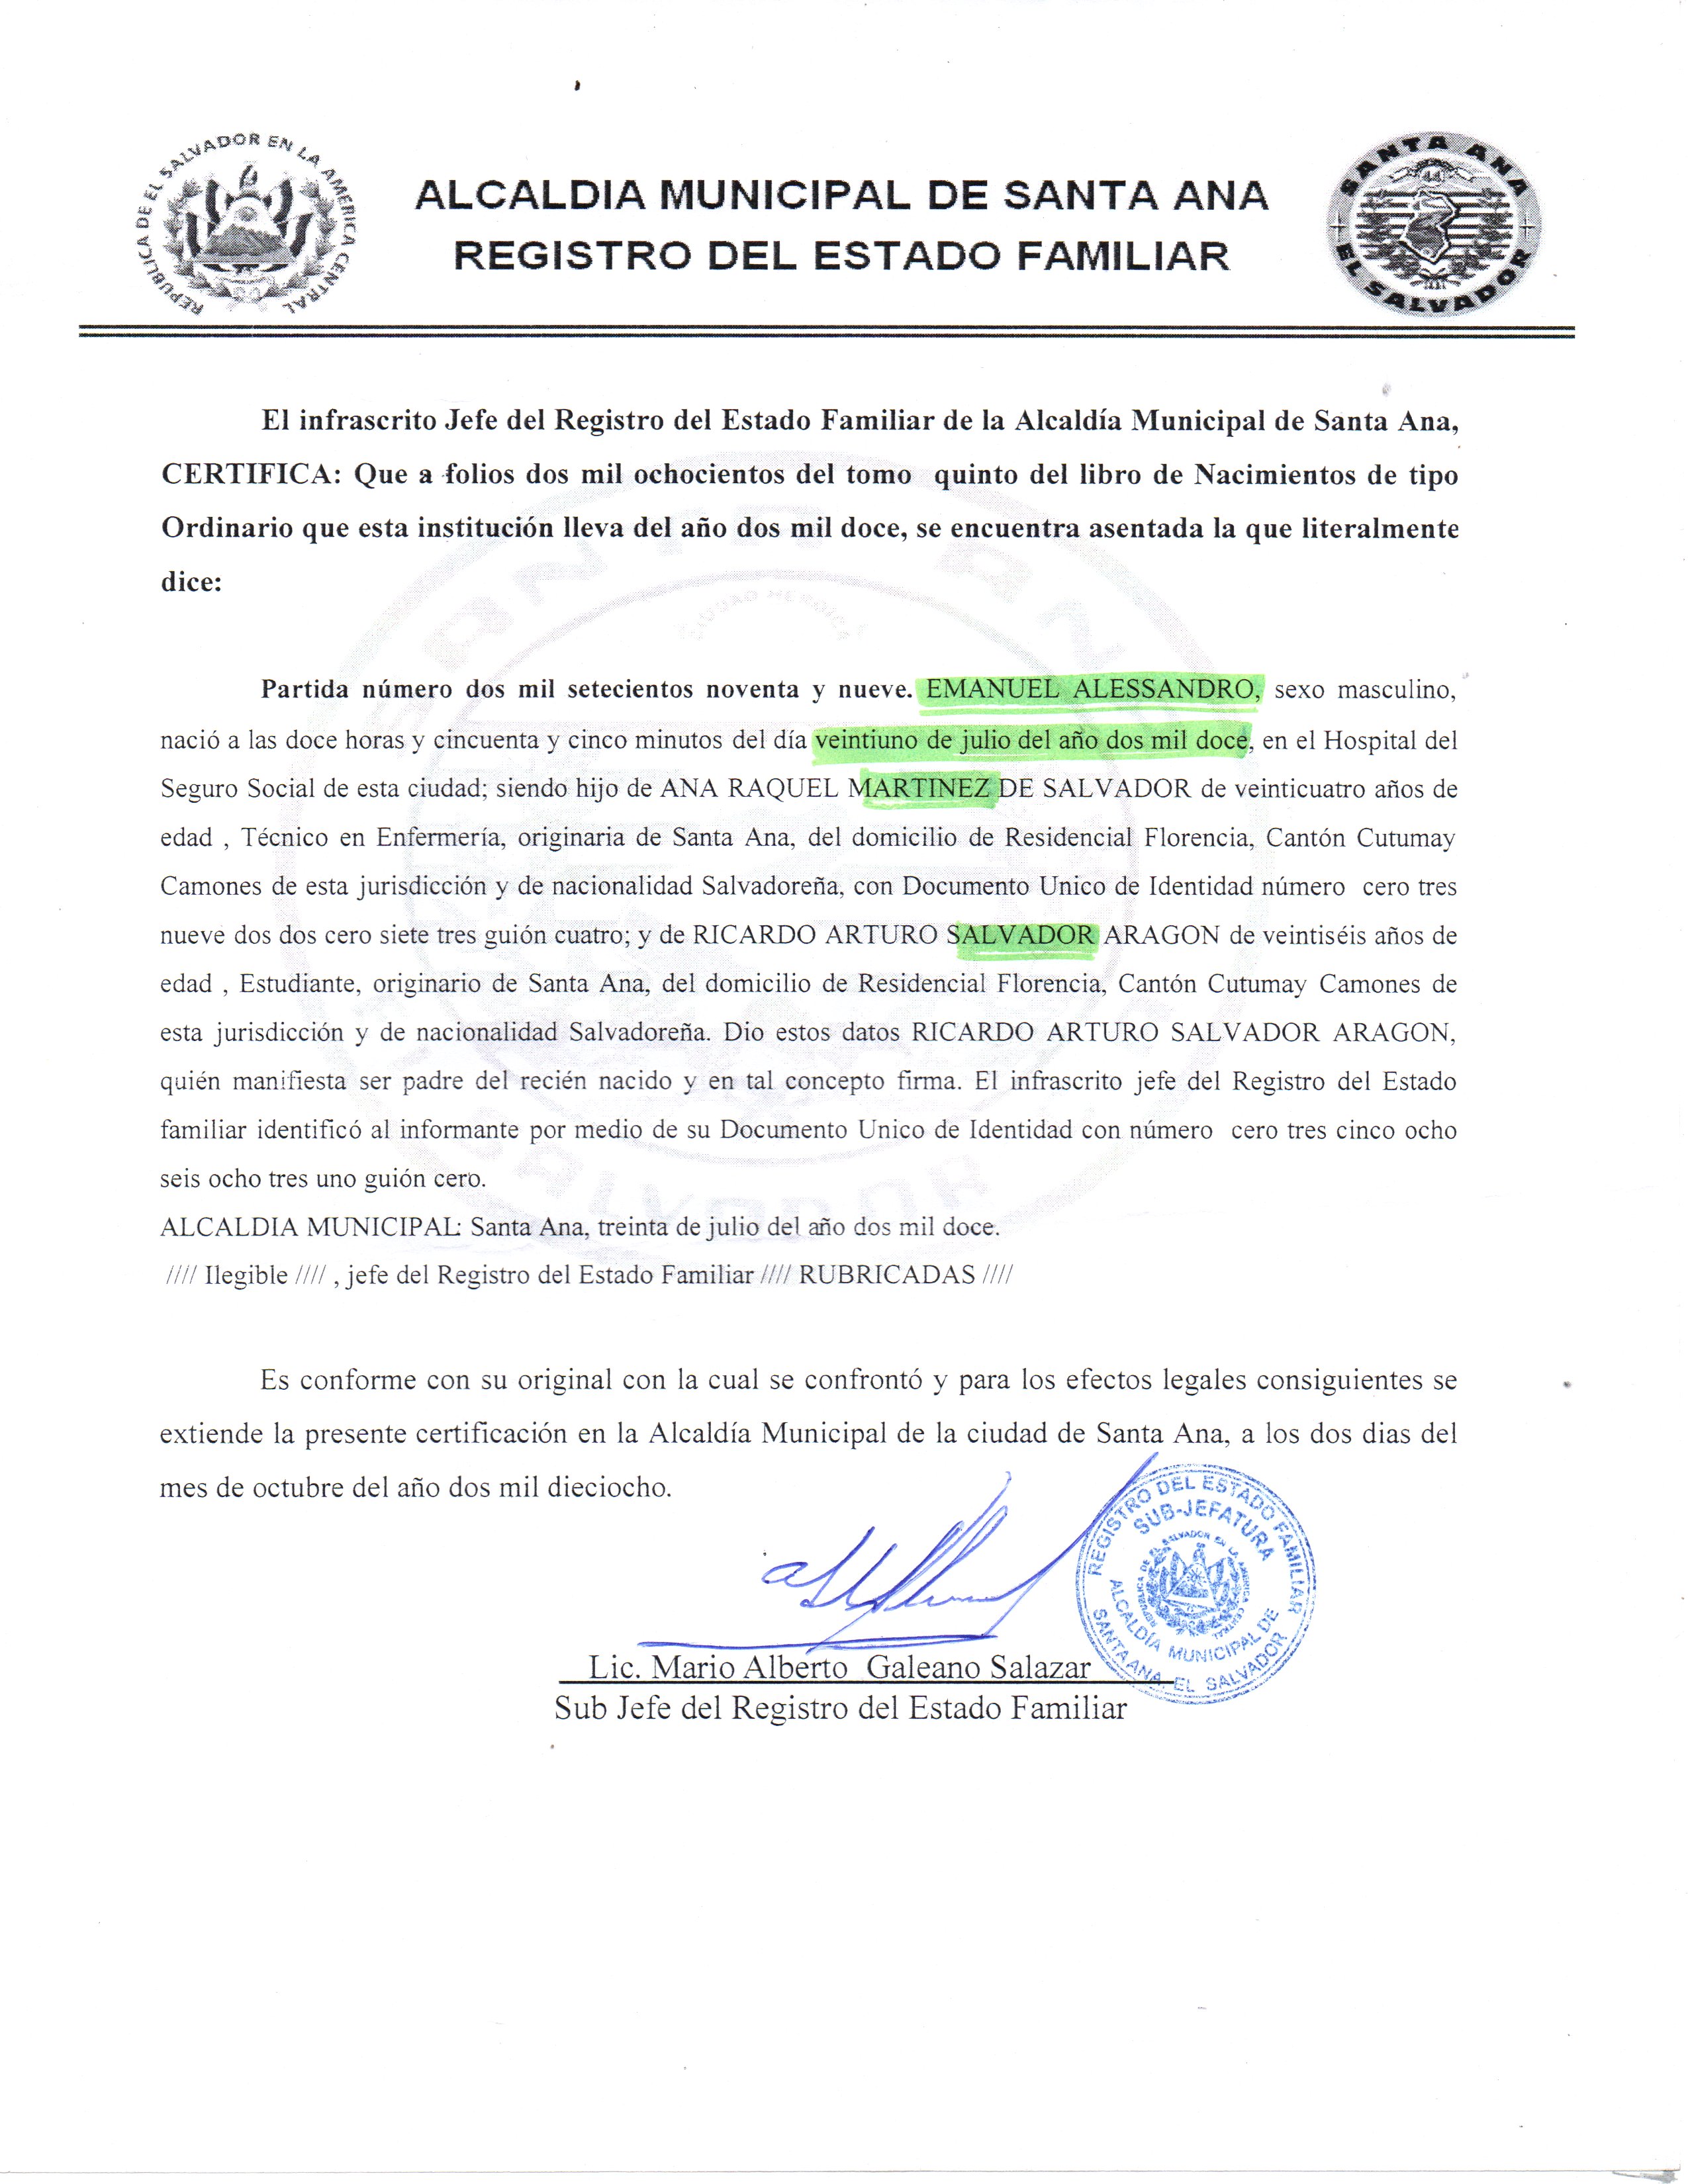 REPUBLICA DE EL SALVADOR EN LA AMERICA CENTRAL
ALCALDIA MUNICIPAL DE SANTA ANA
REGISTRO DEL ESTADO FAMILIAR
SANTA ANA
EL SALVADOR
El infrascrito Jefe del Registro del Estado Familiar de la Alcaldía Municipal de Santa Ana,
CERTIFICA: Que a folios dos mil ochocientos del tomo quinto del libro de Nacimientos de tipo
Ordinario que esta institución lleva del año dos mil doce, se encuentra asentada la que literalmente
dice:
Partida número dos mil setecientos noventa y nueve. EMANUEL ALESSANDRO, sexo masculino,
nació a las doce horas y cincuenta y cinco minutos del día veintiuno de julio del año dos mil doce, en el Hospital del
Seguro Social de esta ciudad; siendo hijo de ANA RAQUEL MARTINEZ DE SALVADOR de veinticuatro años de
edad , Técnico en Enfermería, originaria de Santa Ana, del domicilio de Residencial Florencia, Cantón Cutumay
Camones de esta jurisdicción y de nacionalidad Salvadoreña, con Documento Unico de Identidad número cero tres
nueve dos dos cero siete tres guión cuatro; y de RICARDO ARTURO SALVADOR ARAGON de veintiséis años de
edad , Estudiante, originario de Santa Ana, del domicilio de Residencial Florencia, Cantón Cutumay Camones de
esta jurisdicción y de nacionalidad Salvadoreña. Dio estos datos RICARDO ARTURO SALVADOR ARAGON,
quién manifiesta ser padre del recién nacido y en tal concepto firma. El infrascrito jefe del Registro del Estado
familiar identificó al informante por medio de su Documento Unico de Identidad con número cero tres cinco ocho
seis ocho tres uno guión cero.
ALCALDIA MUNICIPAL: Santa Ana, treinta de julio del año dos mil doce.
//// Ilegible //// , jefe del Registro del Estado Familiar //// RUBRICADAS ////
Es conforme con su original con la cual se confrontó y para los efectos legales consiguientes se
extiende la presente certificación en la Alcaldía Municipal de la ciudad de Santa Ana, a los dos dias del
mes de octubre del año dos mil dieciocho.
REGISTRO DEL ESTADO FAMILIAR
SUB-JEFATURA
ALCALDÍA MUNICIPAL DE
SANTA ANA, EL SALVADOR
Lic. Mario Alberto Galeano Salazar
Sub Jefe del Registro del Estado Familiar